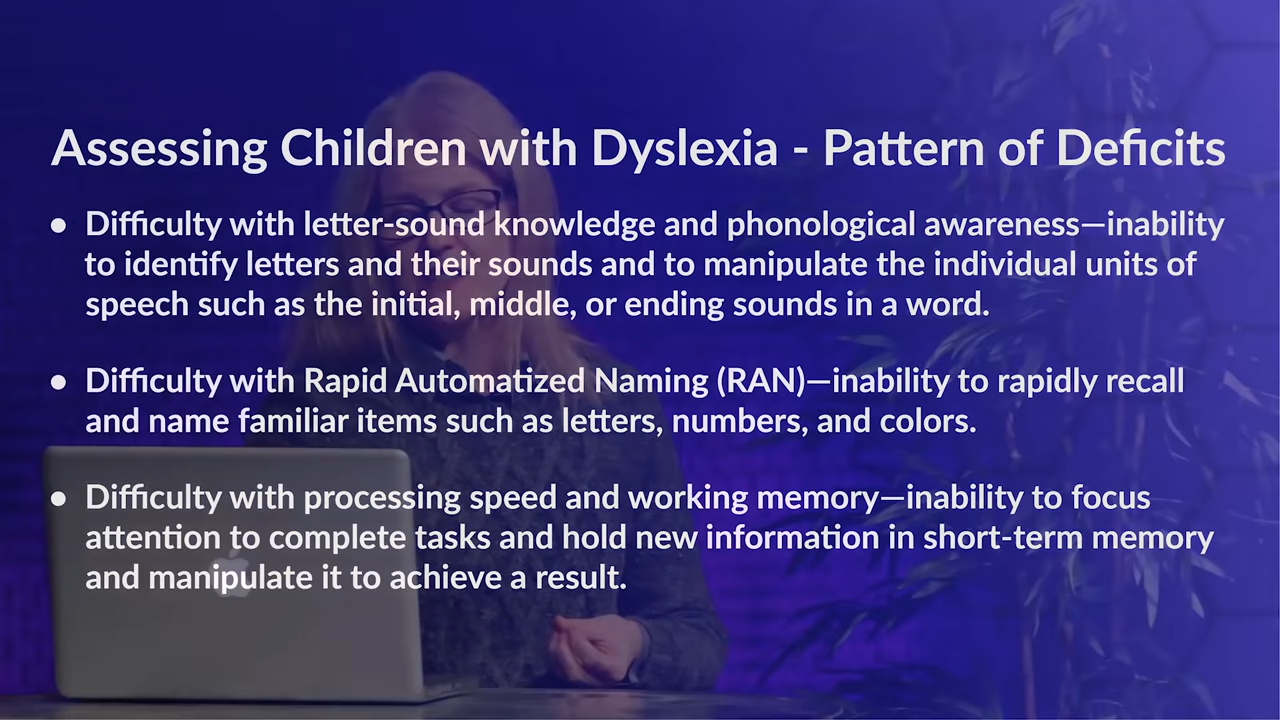 Assessing Children with Dyslexia - Pattern of Deficits
● Difficulty with letter-sound knowledge and phonological awareness—inability
to identify letters and their sounds and to manipulate the individual units of
speech such as the initial, middle, or ending sounds in a word.
● Difficulty with Rapid Automatized Naming (RAN)—inability to rapidly recall
and name familiar items such as letters, numbers, and colors.
● Difficulty with processing speed and working memory—inability to focus
attention to complete tasks and hold new information in short-term memory
and manipulate it to achieve a result.